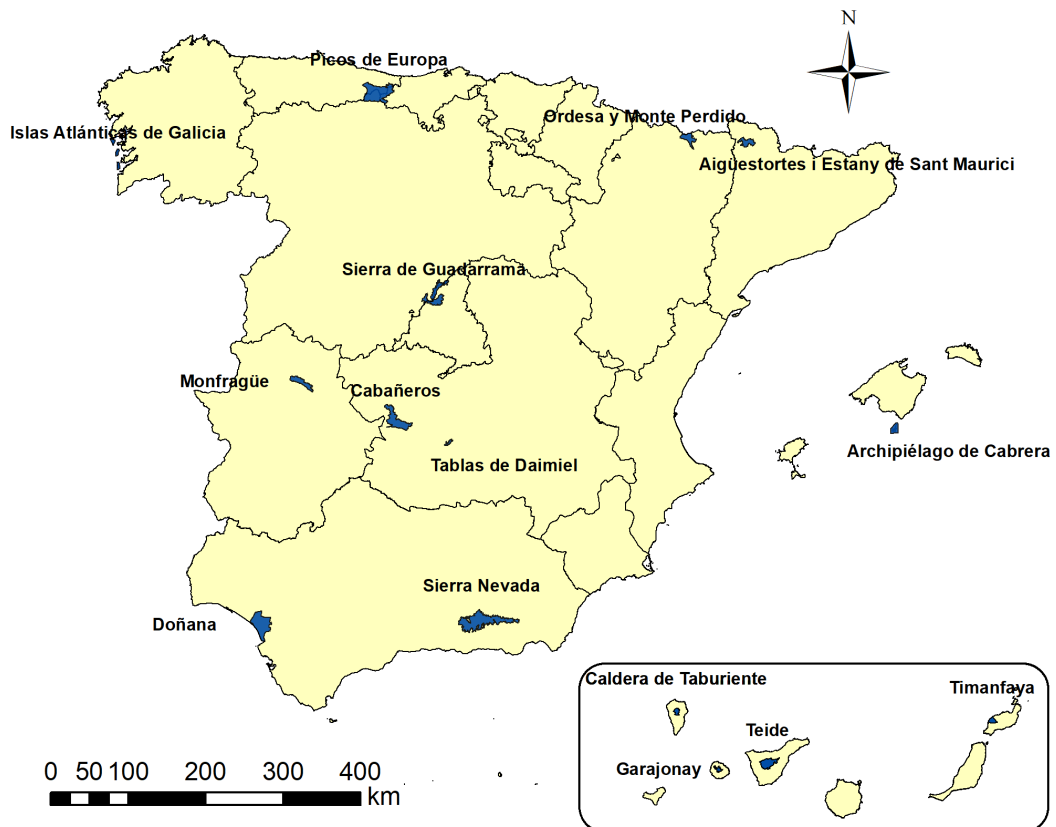 N
Picos de Europa
Ordesa y Monte Perdido
Islas Atlánticas de Galicia
Aigüestortes i Estany de Sant Maurici
Sierra de Guadarrama
Monfragüe
Cabañeros
Archipiélago de Cabrera
Tablas de Daimiel
Sierra Nevada
Doñana
Caldera de Taburiente
Timanfaya
Teide
Garajonay
0 50 100 200 300 400
km